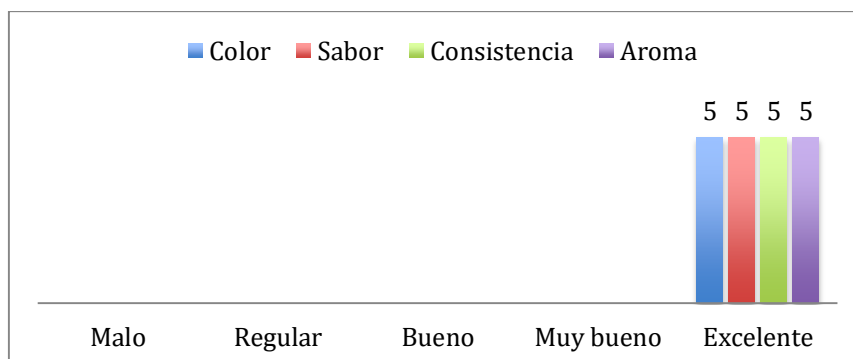 Color Sabor Consistencia Aroma
5 5 5 5
Malo Regular Bueno Muy bueno Excelente